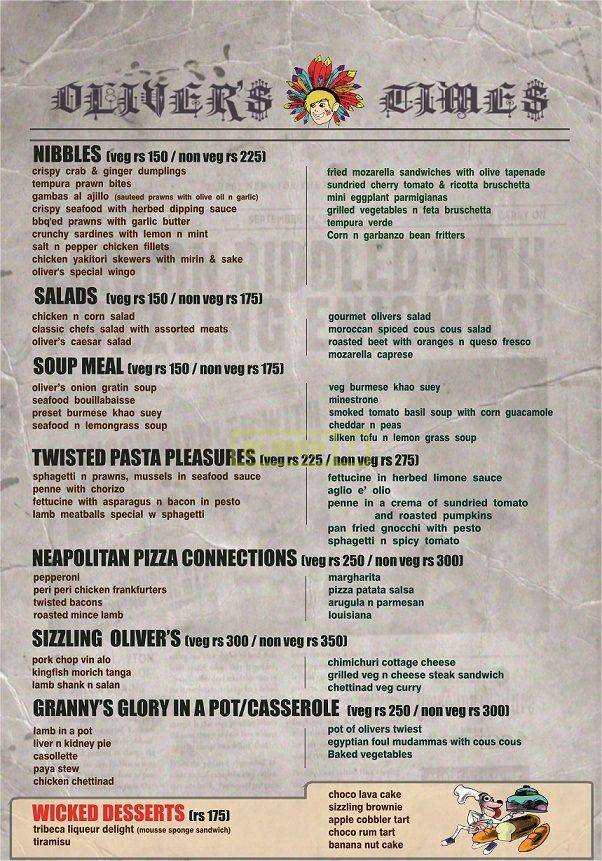 OLIVER'S TIMES
NIBBLES (veg rs 150 / non veg rs 225)
crispy crab & ginger dumplings
tempura prawn bites
gambas al ajillo (sauteed prawns with olive oil n garlic)
crispy seafood with herbed dipping sauce
bbq'ed prawns with garlic butter
crunchy sardines with lemon n mint
salt n pepper chicken fillets
chicken yakitori skewers with mirin & sake
oliver's special wingo
fried mozarella sandwiches with olive tapenade
sundried cherry tomato & ricotta bruschetta
mini eggplant parmigianas
grilled vegetables n feta bruschetta
tempura verde
Corn n garbanzo bean fritters
SALADS (veg rs 150 / non veg rs 175)
chicken n corn salad
classic chefs salad with assorted meats
oliver's caesar salad
gourmet olivers salad
moroccan spiced cous cous salad
roasted beet with oranges n queso fresco
mozarella caprese
SOUP MEAL (veg rs 150 / non veg rs 175)
oliver's onion gratin soup
seafood bouillabaisse
preset burmese khao suey
seafood n lemongrass soup
veg burmese khao suey
minestrone
smoked tomato basil soup with corn guacamole
cheddar n peas
silken tofu n lemon grass soup
TWISTED PASTA PLEASURES (veg rs 225 / non veg rs 275)
sphagetti n prawns, mussels in seafood sauce
penne with chorizo
fettucine with asparagus n bacon in pesto
lamb meatballs special w sphagetti
fettucine in herbed limone sauce
aglio e' olio
penne in a crema of sundried tomato
and roasted pumpkins
pan fried gnocchi with pesto
sphagetti n spicy tomato
NEAPOLITAN PIZZA CONNECTIONS (veg rs 250 / non veg rs 300)
pepperoni
peri peri chicken frankfurters
twisted bacons
roasted mince lamb
margharita
pizza patata salsa
arugula n parmesan
louisiana
SIZZLING OLIVER'S (veg rs 300 / non veg rs 350)
pork chop vin alo
kingfish morich tanga
lamb shank n salan
chimichuri cottage cheese
grilled veg n cheese steak sandwich
chettinad veg curry
GRANNY'S GLORY IN A POT/CASSEROLE (veg rs 250 / non veg rs 300)
lamb in a pot
liver n kidney pie
casollette
paya stew
chicken chettinad
pot of olivers twiest
egyptian foul mudammas with cous cous
Baked vegetables
WICKED DESSERTS (rs 175)
tribeca liqueur delight (mousse sponge sandwich)
tiramisu
choco lava cake
sizzling brownie
apple cobbler tart
choco rum tart
banana nut cake